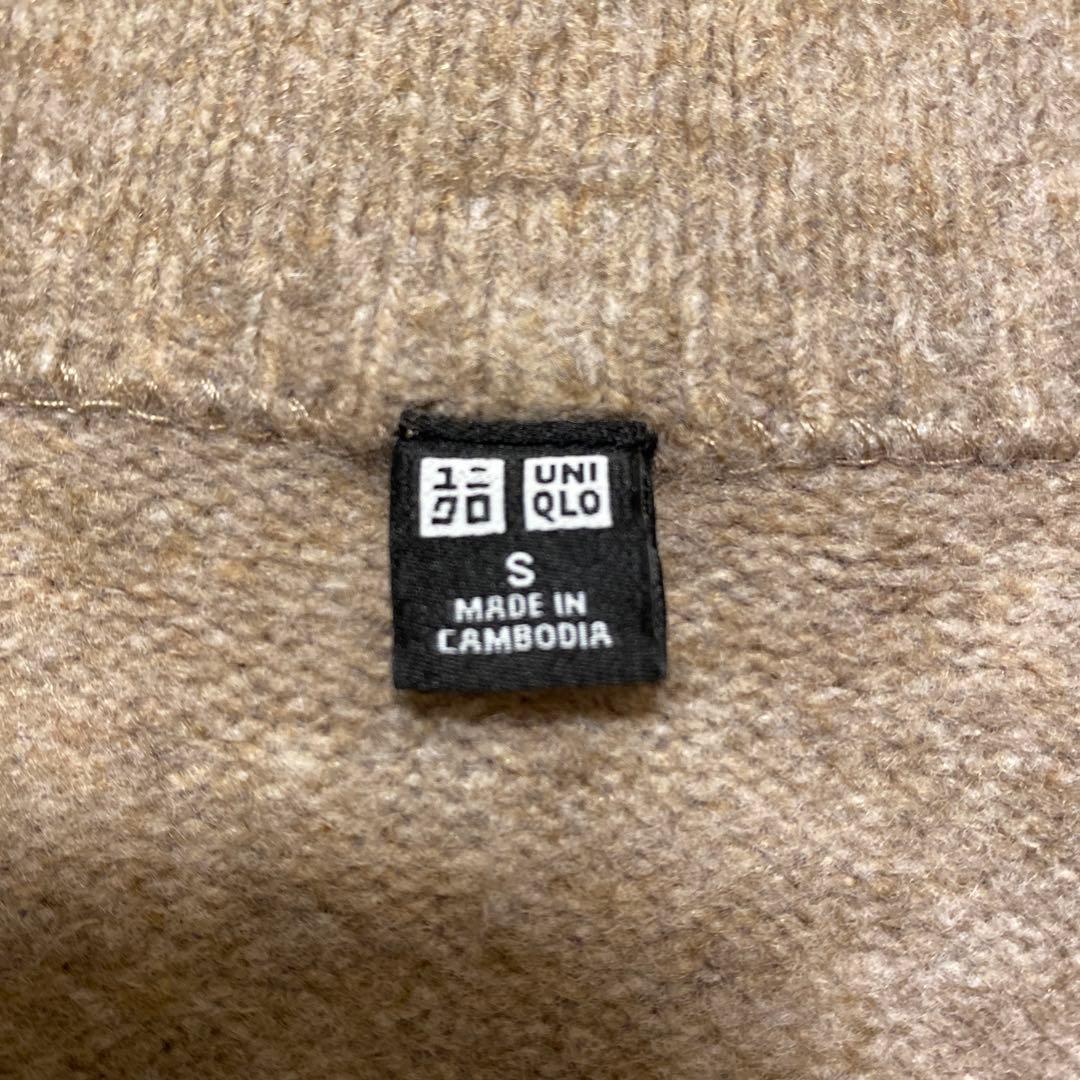 ユニ UNI
クロ QLO
S
MADE IN
CAMBODIA